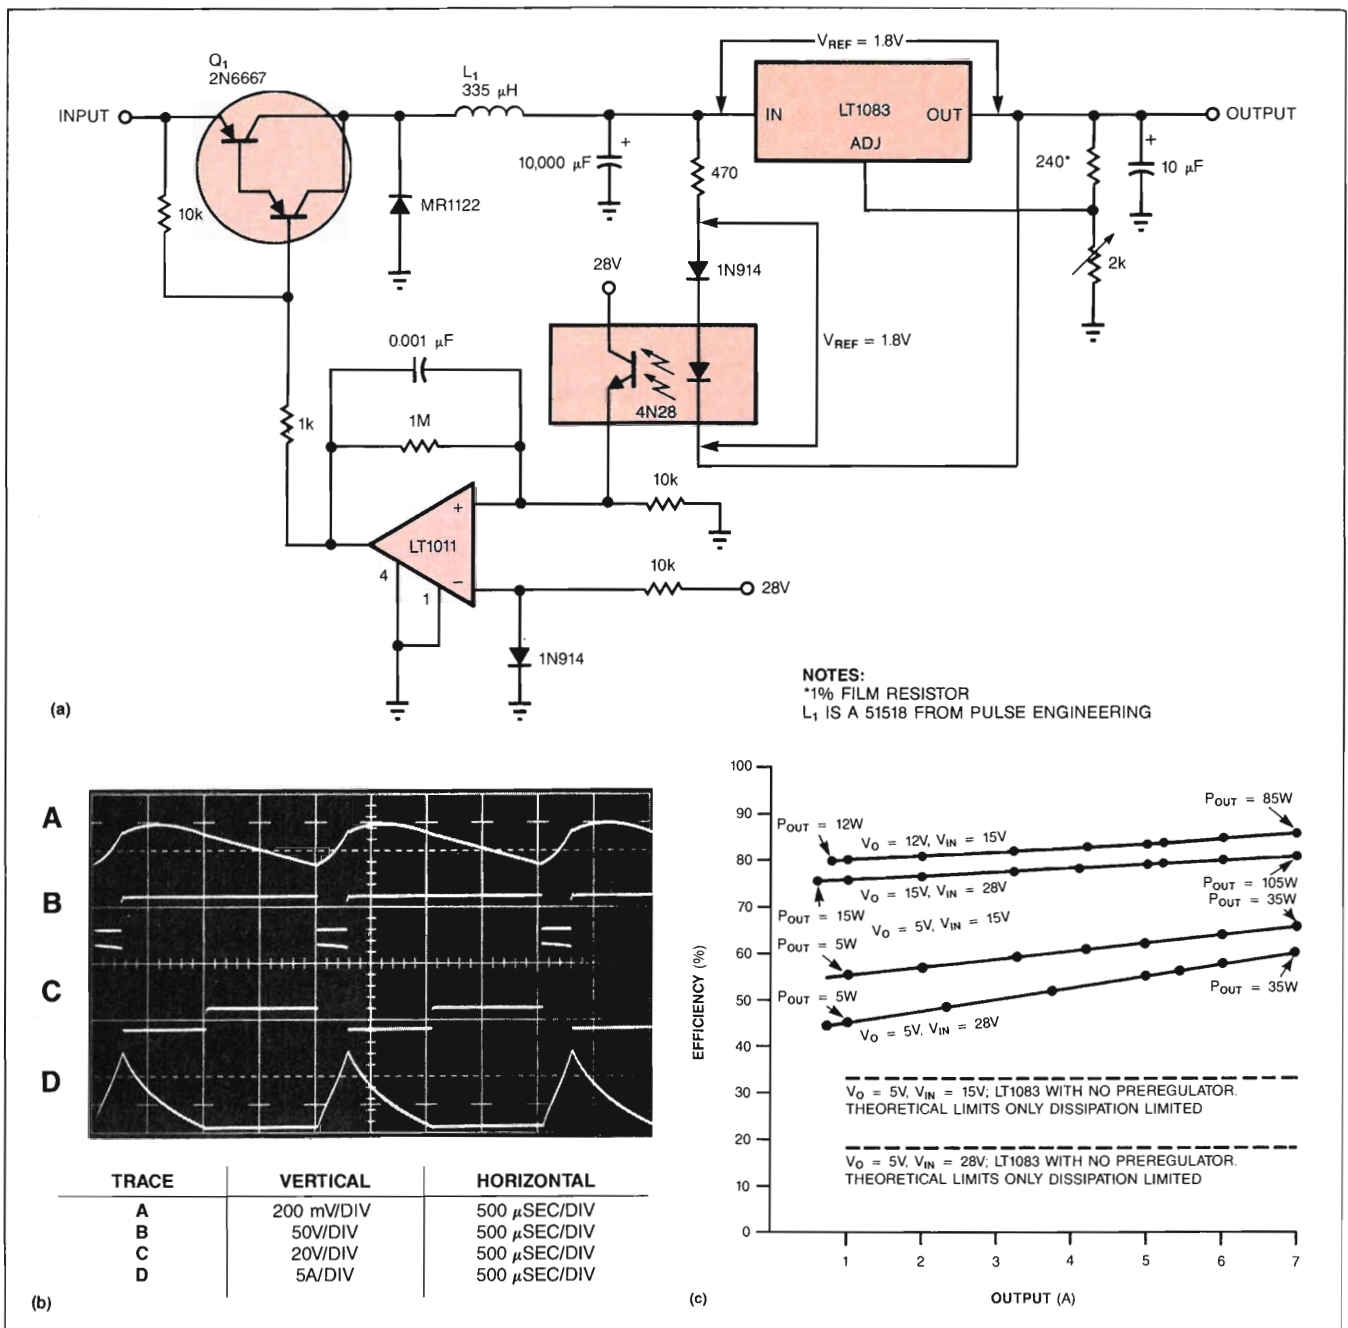 Q1
2N6667
INPUT
10k
L1
335 μH
MR1122
10,000 μF
+
470
VREF = 1.8V
IN
LT1083
OUT
ADJ
OUTPUT
240*
+
10 μF
2k
28V
1N914
VREF = 1.8V
4N28
0.001 μF
1M
1k
10k
+
LT1011
−
4
1
10k
28V
1N914
(a)
NOTES:
*1% FILM RESISTOR
L1 IS A 51518 FROM PULSE ENGINEERING
A
B
C
D
TRACE VERTICAL HORIZONTAL
A 200 mV/DIV 500 μSEC/DIV
B 50V/DIV 500 μSEC/DIV
C 20V/DIV 500 μSEC/DIV
D 5A/DIV 500 μSEC/DIV
(b)
100
90
80
70
60
50
40
30
20
10
0
EFFICIENCY (%)
POUT = 85W
POUT = 12W
VO = 12V, VIN = 15V
VO = 15V, VIN = 28V
POUT = 105W
POUT = 35W
POUT = 15W
VO = 5V, VIN = 15V
POUT = 5W
POUT = 5W
POUT = 35W
VO = 5V, VIN = 28V
VO = 5V, VIN = 15V; LT1083 WITH NO PREREGULATOR.
THEORETICAL LIMITS ONLY DISSIPATION LIMITED
VO = 5V, VIN = 28V; LT1083 WITH NO PREREGULATOR.
THEORETICAL LIMITS ONLY DISSIPATION LIMITED
1 2 3 4 5 6 7
OUTPUT (A)
(c)